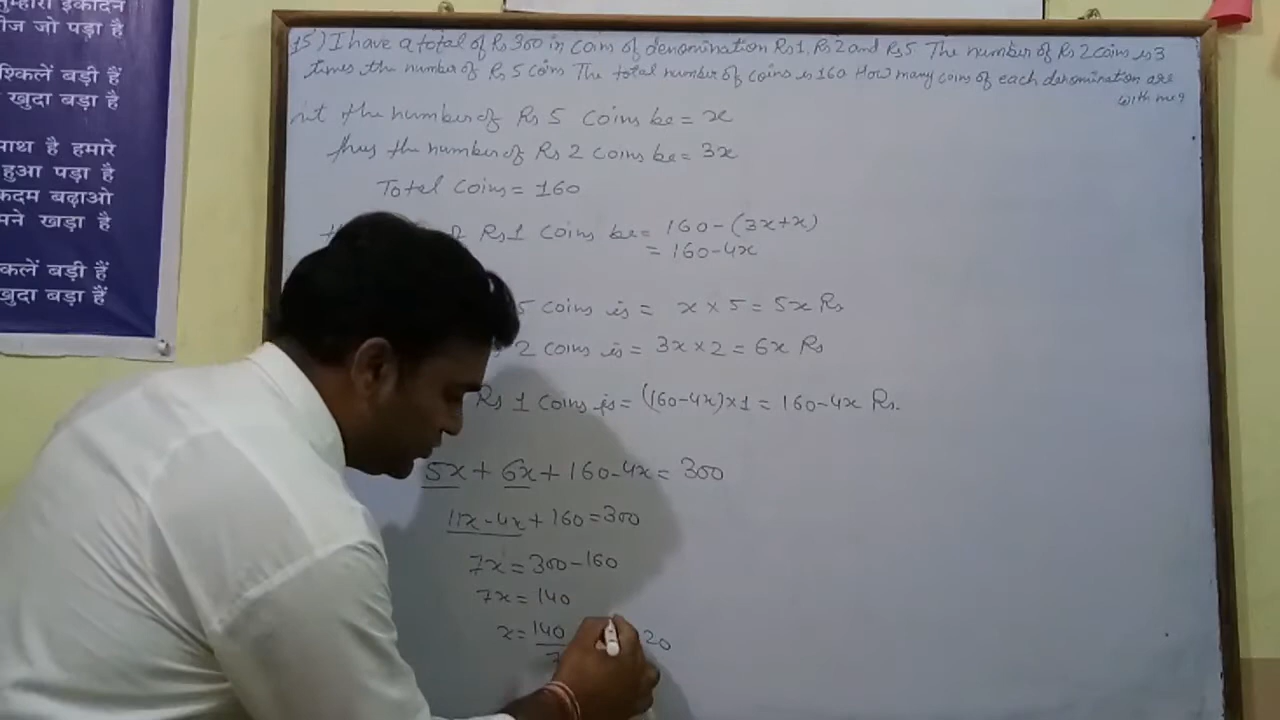 तुम्हारी इकादिन
ीज जो पड़ा है
श्किलें बड़ी हैं
खुदा बड़ा है
माथ है हमारे
हुआ पड़ा है
कदम बढ़ाओ
मने खड़ा है
कलें बड़ी हैं
खुदा बड़ा हैं
15) I have a total of Rs 300 in coins of denomination Rs 1, Rs 2 and Rs 5 The number of Rs 2 coins is 3
times the number of Rs 5 coins The total number of coins is 160 How many coins of each denomination are
with me?
the number of Rs 5 coins be = x
thus the number of Rs 2 coins be = 3x
Total coins = 160
Rs 1 coins be = 160 - (3x+x)
= 160-4x
5 coins is = x × 5 = 5x Rs
2 coins is = 3x × 2 = 6x Rs
Rs 1 coins is = (160-4x) × 1 = 160-4x Rs.
5x + 6x + 160-4x = 300
11x - 4x + 160 = 300
7x = 300 - 160
7x = 140
x = 140 20
7